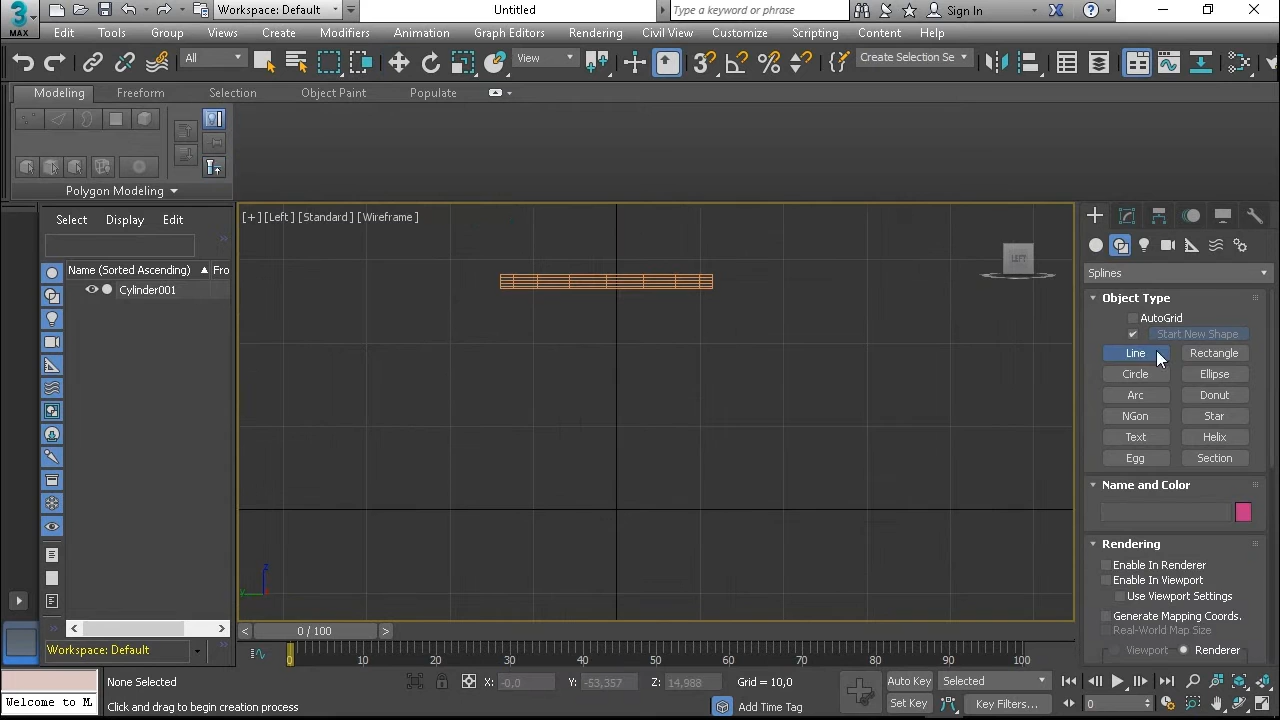 3
MAX
Workspace: Default
Untitled
Type a keyword or phrase
Sign In
Edit Tools Group Views Create Modifiers Animation Graph Editors Rendering Civil View Customize Scripting Content Help
All
View
3
Create Selection Se
Modeling Freeform Selection Object Paint Populate
Polygon Modeling
Select Display Edit
Name (Sorted Ascending) Fro
Cylinder001
[+] [Left] [Standard] [Wireframe]
LEFT
z
y
Splines
Object Type
AutoGrid
Start New Shape
Line Rectangle
Circle Ellipse
Arc Donut
NGon Star
Text Helix
Egg Section
Name and Color
Rendering
Enable In Renderer
Enable In Viewport
Use Viewport Settings
Generate Mapping Coords.
Real-World Map Size
Viewport Renderer
< 0 / 100 >
Workspace: Default
0 10 20 30 40 50 60 70 80 90 100
None Selected
X: -0,0 Y: -53,357 Z: 14,988 Grid = 10,0
Auto Key Selected
Welcome to M
Click and drag to begin creation process
Add Time Tag
Set Key Key Filters...
0